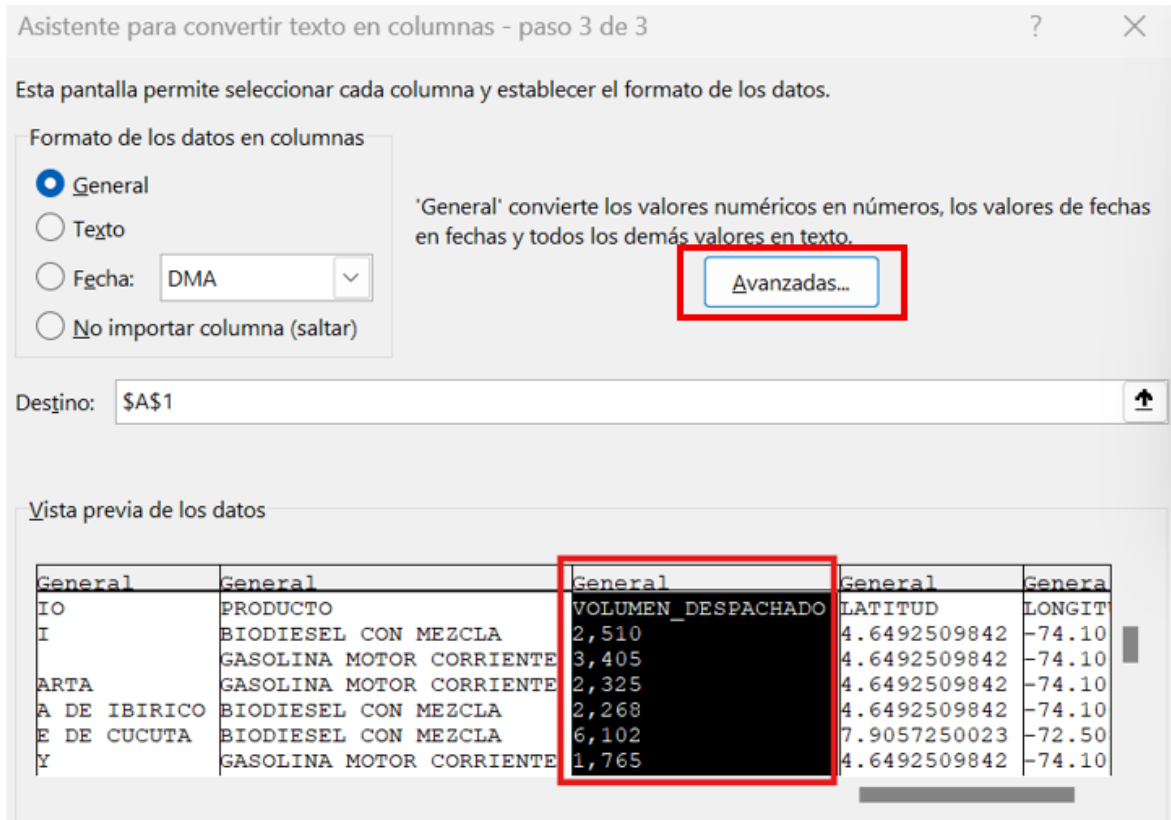 Asistente para convertir texto en columnas - paso 3 de 3 ?
Esta pantalla permite seleccionar cada columna y establecer el formato de los datos.
Formato de los datos en columnas
General
Texto
Fecha: DMA
No importar columna (saltar)
'General' convierte los valores numéricos en números, los valores de fechas
en fechas y todos los demás valores en texto.
Avanzadas...
Destino: $A$1
Vista previa de los datos
General General General General Genera
IO PRODUCTO VOLUMEN_DESPACHADO LATITUD LONGITU
I BIODIESEL CON MEZCLA 2,510 4.6492509842 -74.10
GASOLINA MOTOR CORRIENTE 3,405 4.6492509842 -74.10
ARTA GASOLINA MOTOR CORRIENTE 2,325 4.6492509842 -74.10
A DE IBIRICO BIODIESEL CON MEZCLA 2,268 4.6492509842 -74.10
E DE CUCUTA BIODIESEL CON MEZCLA 6,102 7.9057250023 -72.50
Y GASOLINA MOTOR CORRIENTE 1,765 4.6492509842 -74.10